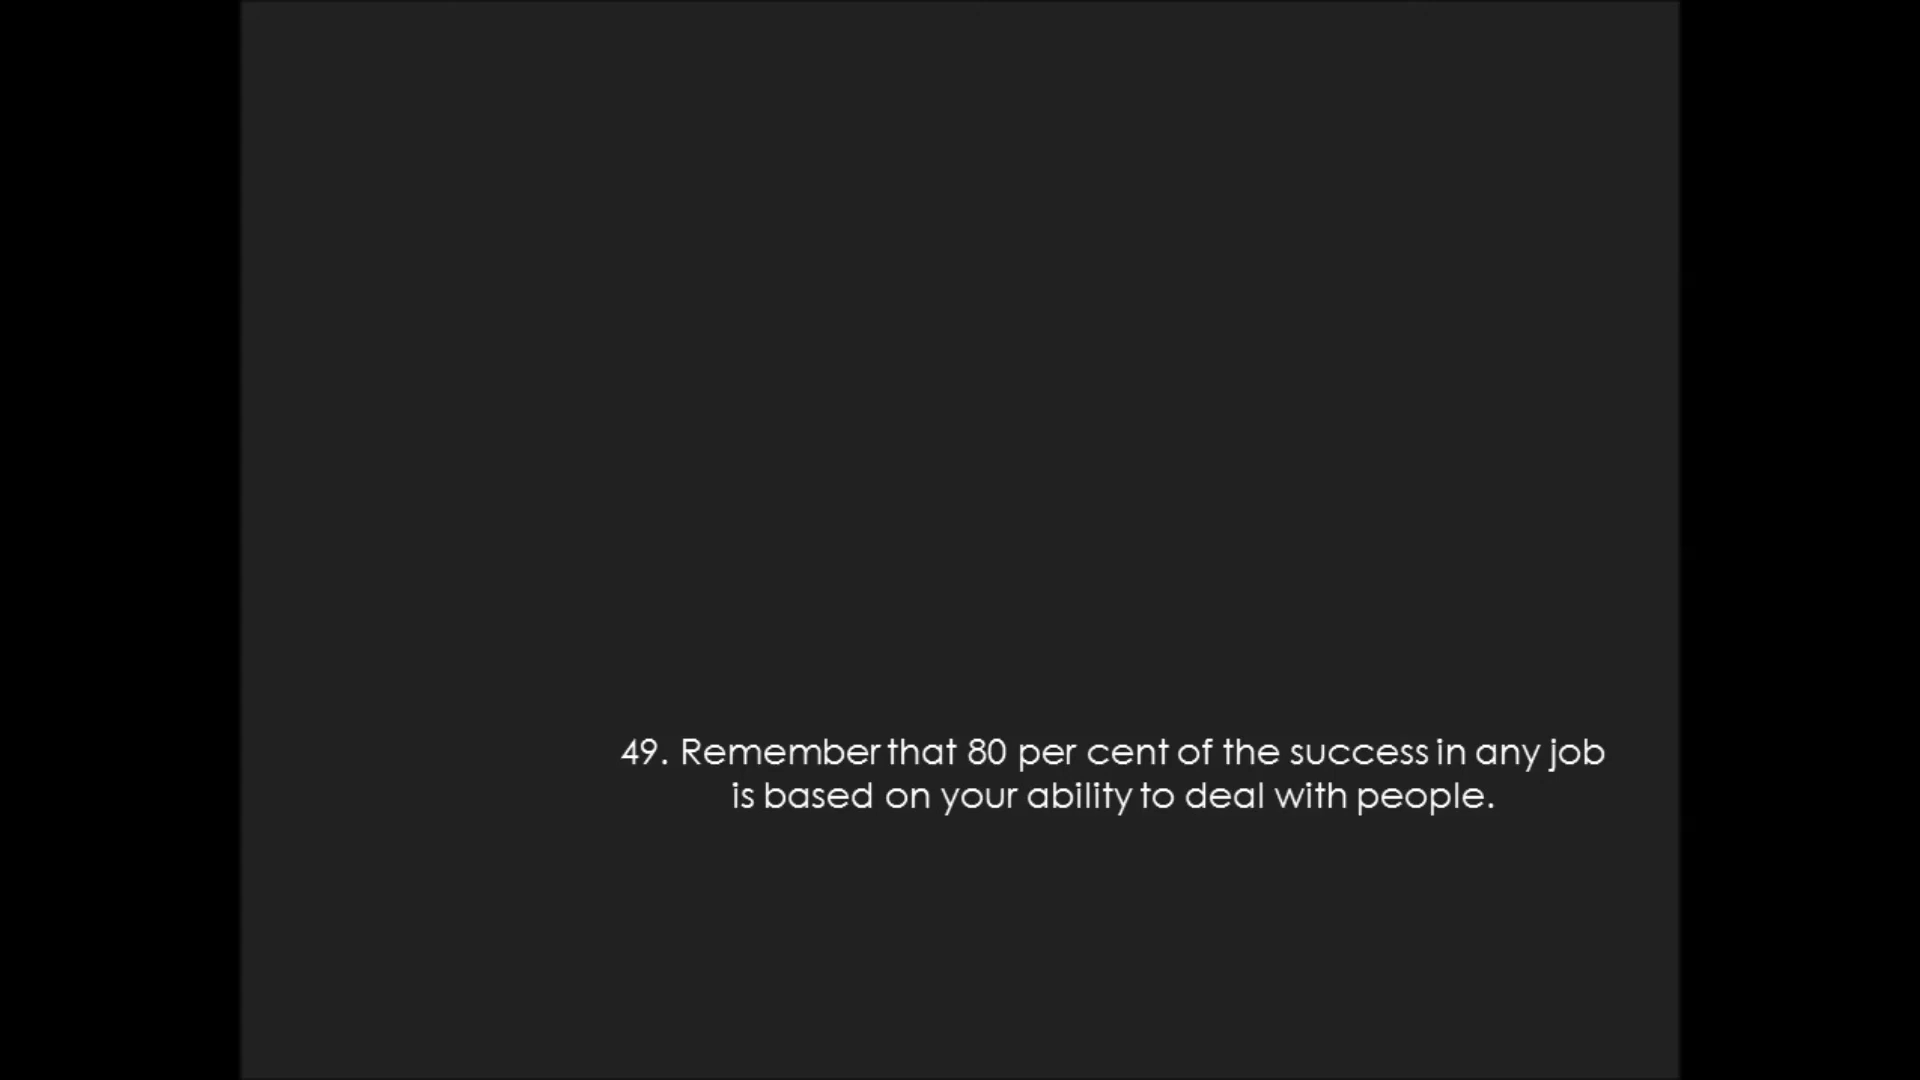 49. Remember that 80 per cent of the success in any job
is based on your ability to deal with people.